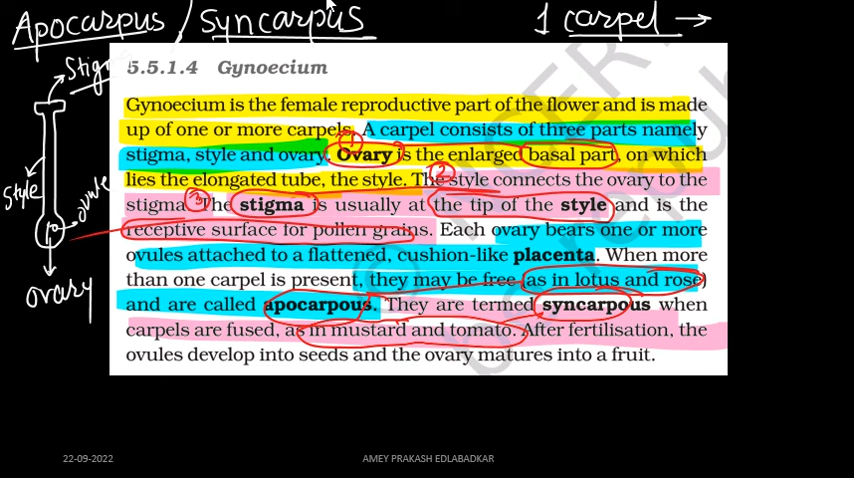 Apocarpus / Syncarpus 1 carpel →
Stigma
style
ovule
ovary
5.5.1.4 Gynoecium
Gynoecium is the female reproductive part of the flower and is made
up of one or more carpels. A carpel consists of three parts namely
1
stigma, style and ovary. Ovary is the enlarged basal part, on which
2
lies the elongated tube, the style. The style connects the ovary to the
3
stigma. The stigma is usually at the tip of the style and is the
receptive surface for pollen grains. Each ovary bears one or more
ovules attached to a flattened, cushion-like placenta. When more
than one carpel is present, they may be free (as in lotus and rose)
and are called apocarpous. They are termed syncarpous when
carpels are fused, as in mustard and tomato. After fertilisation, the
ovules develop into seeds and the ovary matures into a fruit.
22-09-2022 AMEY PRAKASH EDLABADKAR